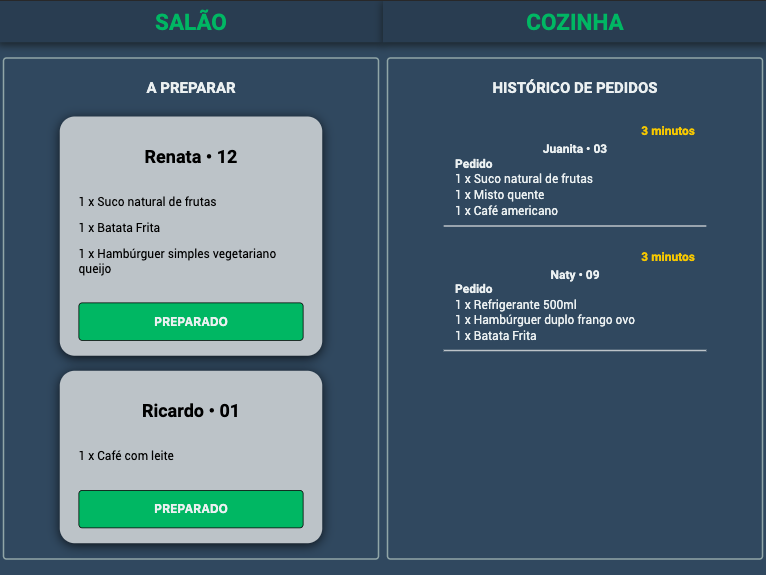 SALÃO
COZINHA
A PREPARAR
Renata • 12
1 x Suco natural de frutas
1 x Batata Frita
1 x Hambúrguer simples vegetariano
queijo
PREPARADO
Ricardo • 01
1 x Café com leite
PREPARADO
HISTÓRICO DE PEDIDOS
3 minutos
Juanita • 03
Pedido
1 x Suco natural de frutas
1 x Misto quente
1 x Café americano
3 minutos
Naty • 09
Pedido
1 x Refrigerante 500ml
1 x Hambúrguer duplo frango ovo
1 x Batata Frita